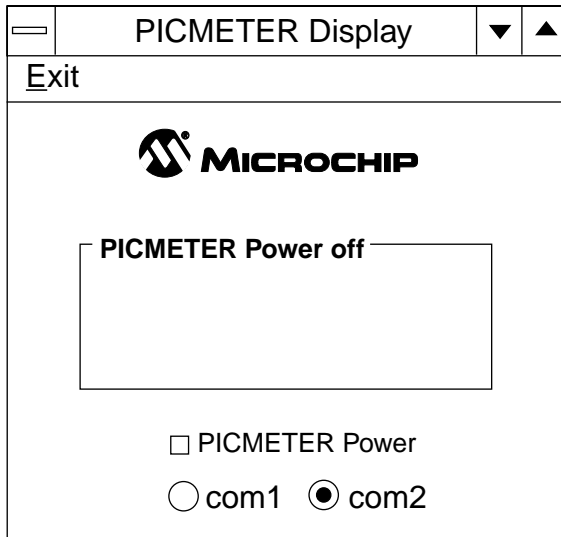 PICMETER Display
Exit
MICROCHIP
PICMETER Power off
PICMETER Power
com1 com2